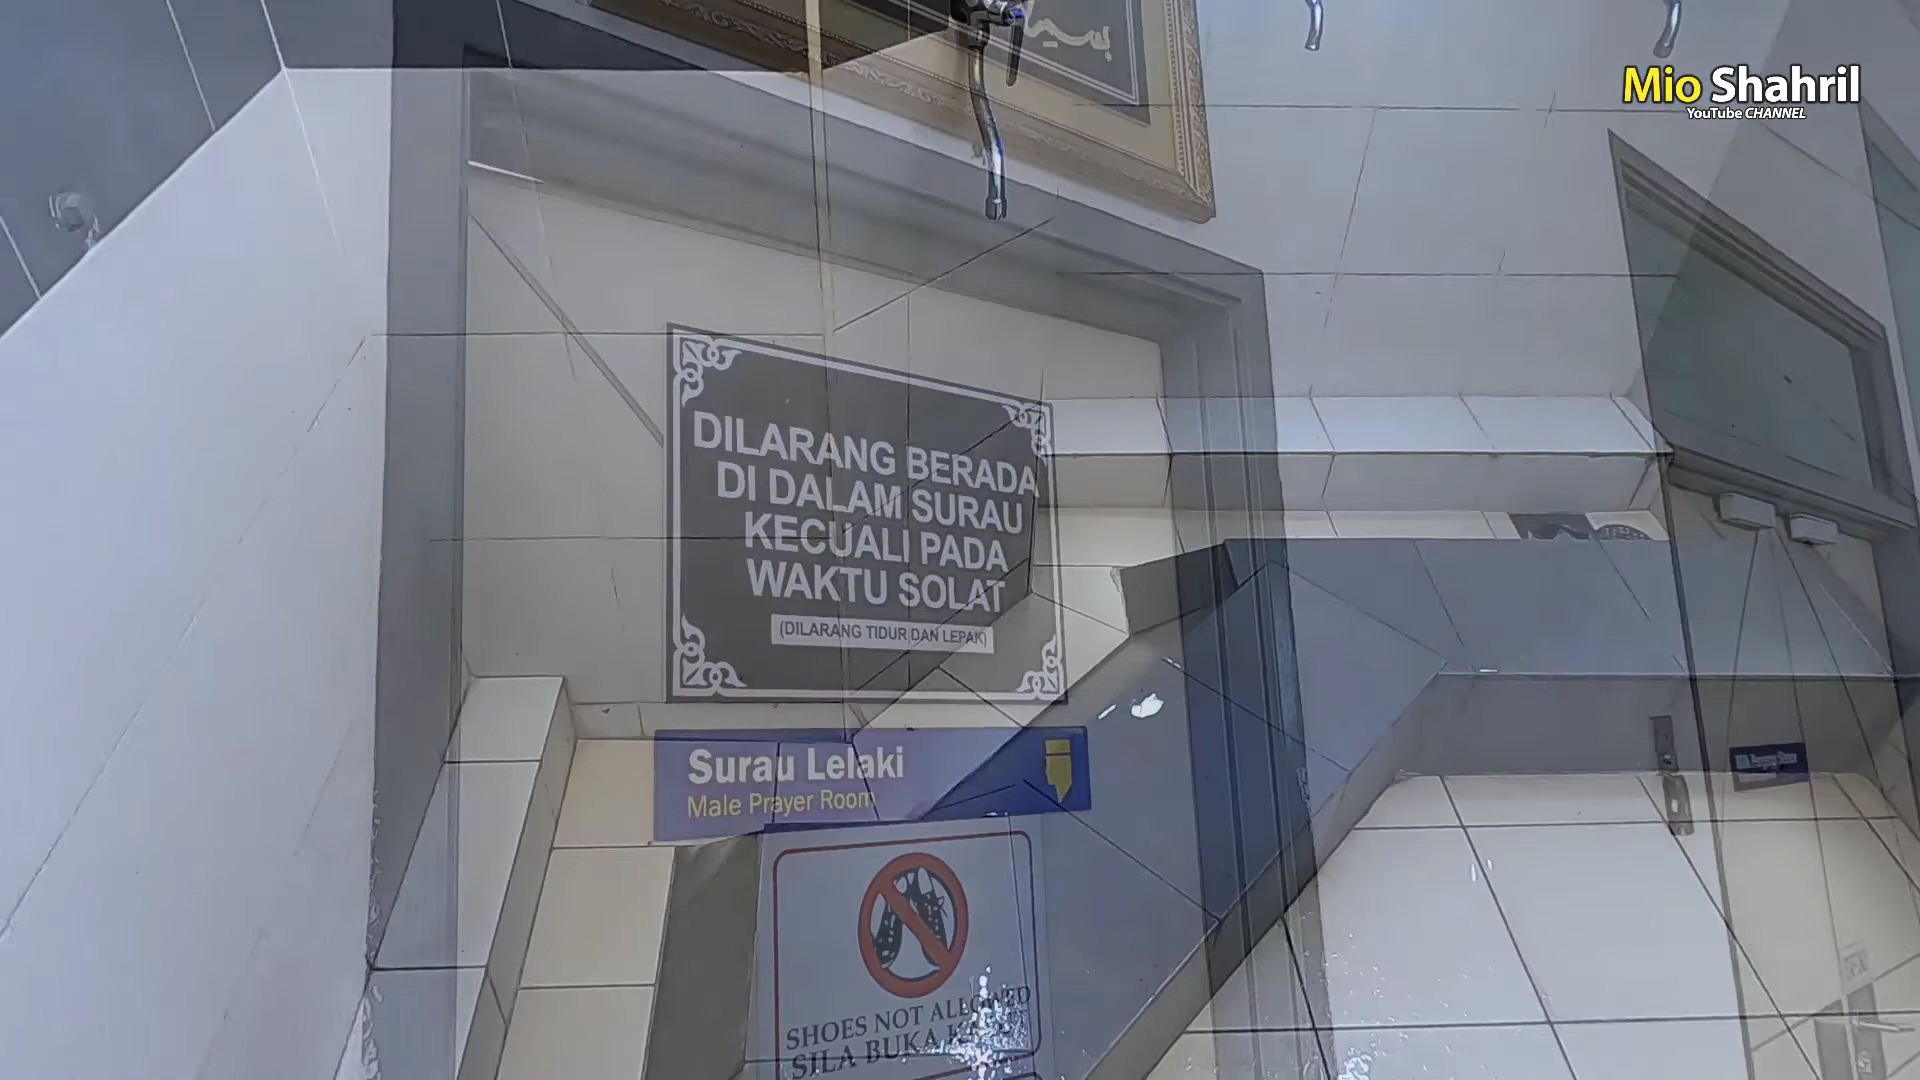 Mio Shahril
YouTube CHANNEL
DILARANG BERADA
DI DALAM SURAU
KECUALI PADA
WAKTU SOLAT
(DILARANG TIDUR DAN LEPAK)
Surau Lelaki
Male Prayer Room
SHOES NOT ALLOWED
SILA BUKA